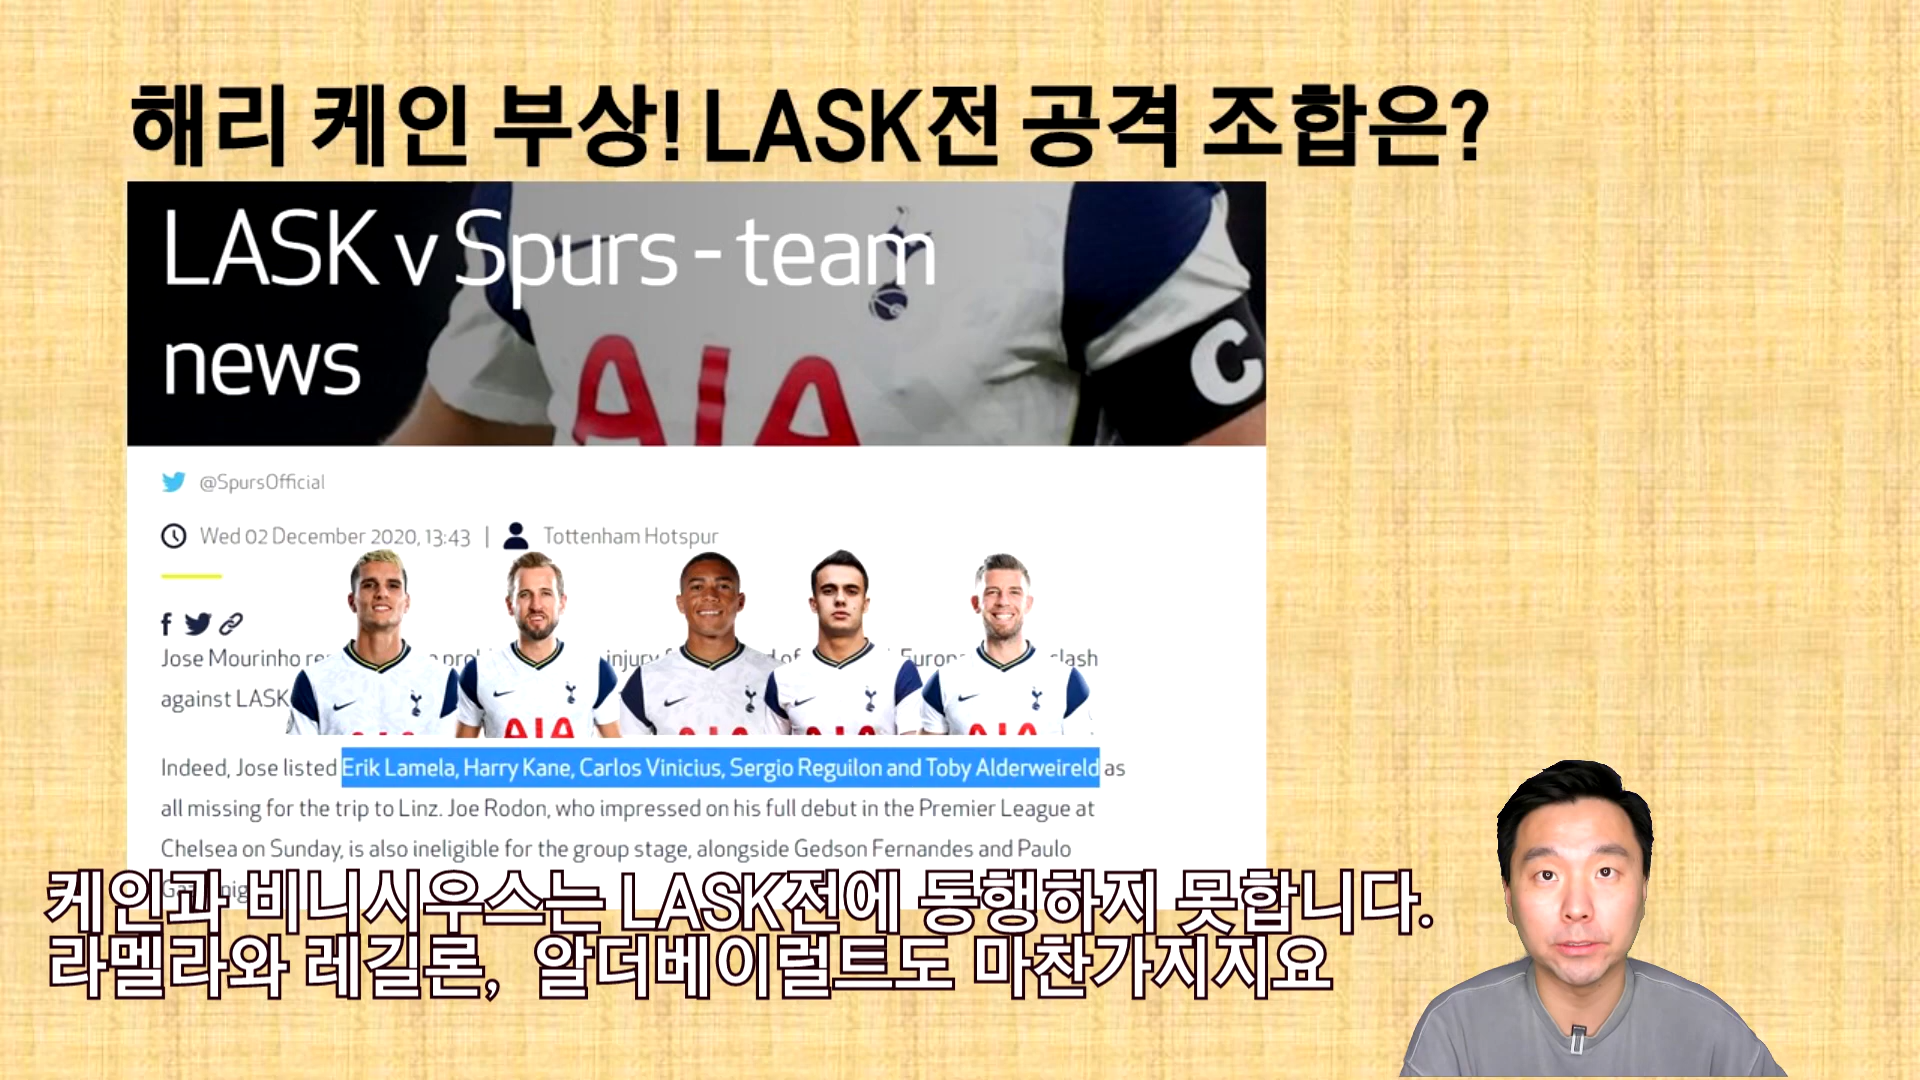 해리 케인 부상! LASK전 공격 조합은?
LASK v Spurs - team
news
C
AIA
@SpursOfficial
Wed 02 December 2020, 13:43 | Tottenham Hotspur
Jose Mourinho injury clash
against LASK
AIA AIA
Indeed, Jose listed Erik Lamela, Harry Kane, Carlos Vinicius, Sergio Reguilon and Toby Alderweireld as
all missing for the trip to Linz. Joe Rodon, who impressed on his full debut in the Premier League at
Chelsea on Sunday, is also ineligible for the group stage, alongside Gedson Fernandes and Paulo
케인과 비니시우스는 LASK전에 동행하지 못합니다.
라멜라와 레길론, 알더베이럴트도 마찬가지지요